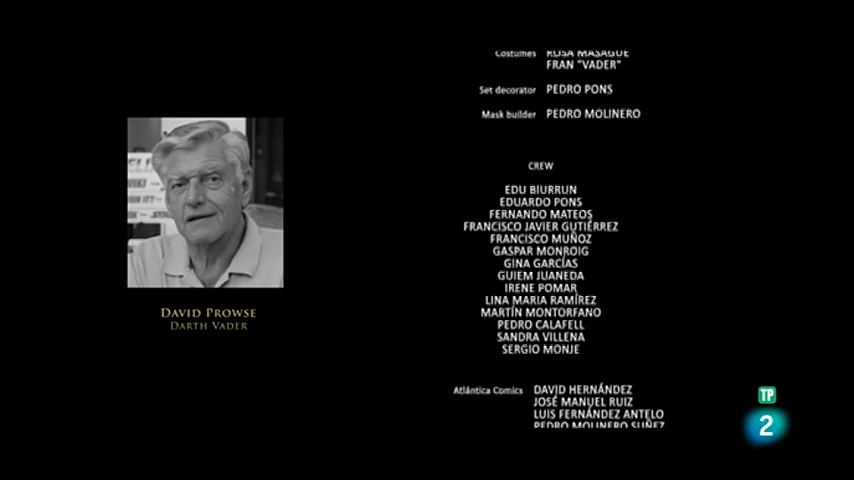 Costumes ROSA MASAGUÉ
FRAN "VADER"
Set decorator PEDRO PONS
Mask builder PEDRO MOLINERO
CREW
EDU BIURRUN
EDUARDO PONS
FERNANDO MATEOS
FRANCISCO JAVIER GUTIÉRREZ
FRANCISCO MUÑOZ
GASPAR MONROIG
GINA GARCÍAS
GUIEM JUANEDA
IRENE POMAR
LINA MARIA RAMÍREZ
MARTÍN MONTORFANO
PEDRO CALAFELL
SANDRA VILLENA
SERGIO MONJE
Atlántica Comics DAVID HERNÁNDEZ
JOSÉ MANUEL RUIZ
LUIS FERNÁNDEZ ANTELO
PEDRO MOLINERO SUÑEZ
DAVID PROWSE
DARTH VADER
TP
2